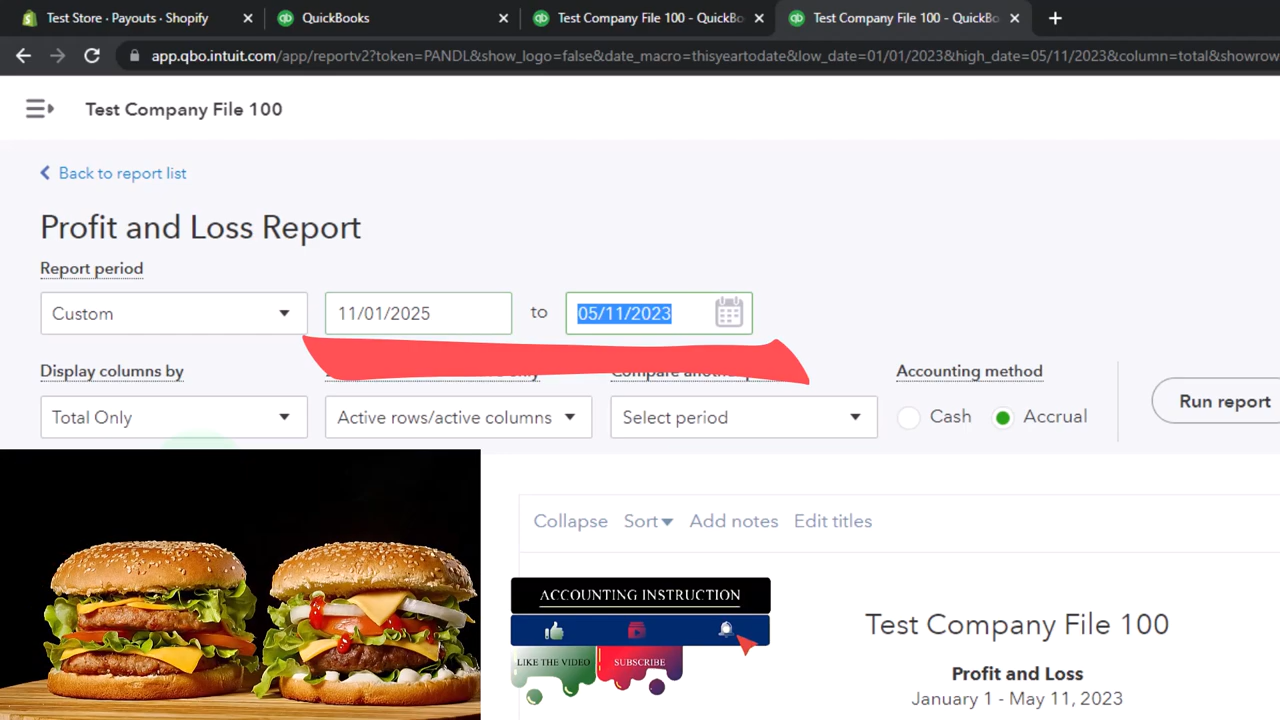 Test Store · Payouts · Shopify
QuickBooks
Test Company File 100 - QuickBo
Test Company File 100 - QuickBo
app.qbo.intuit.com/app/reportv2?token=PANDL&show_logo=false&date_macro=thisyeartodate&low_date=01/01/2023&high_date=05/11/2023&column=total&showrow
Test Company File 100
Back to report list
Profit and Loss Report
Report period
Custom
11/01/2025
to
05/11/2023
Display columns by
Accounting method
Total Only
Active rows/active columns
Select period
Cash
Accrual
Run report
Collapse
Sort
Add notes
Edit titles
ACCOUNTING INSTRUCTION
LIKE THE VIDEO
SUBSCRIBE
Test Company File 100
Profit and Loss
January 1 - May 11, 2023